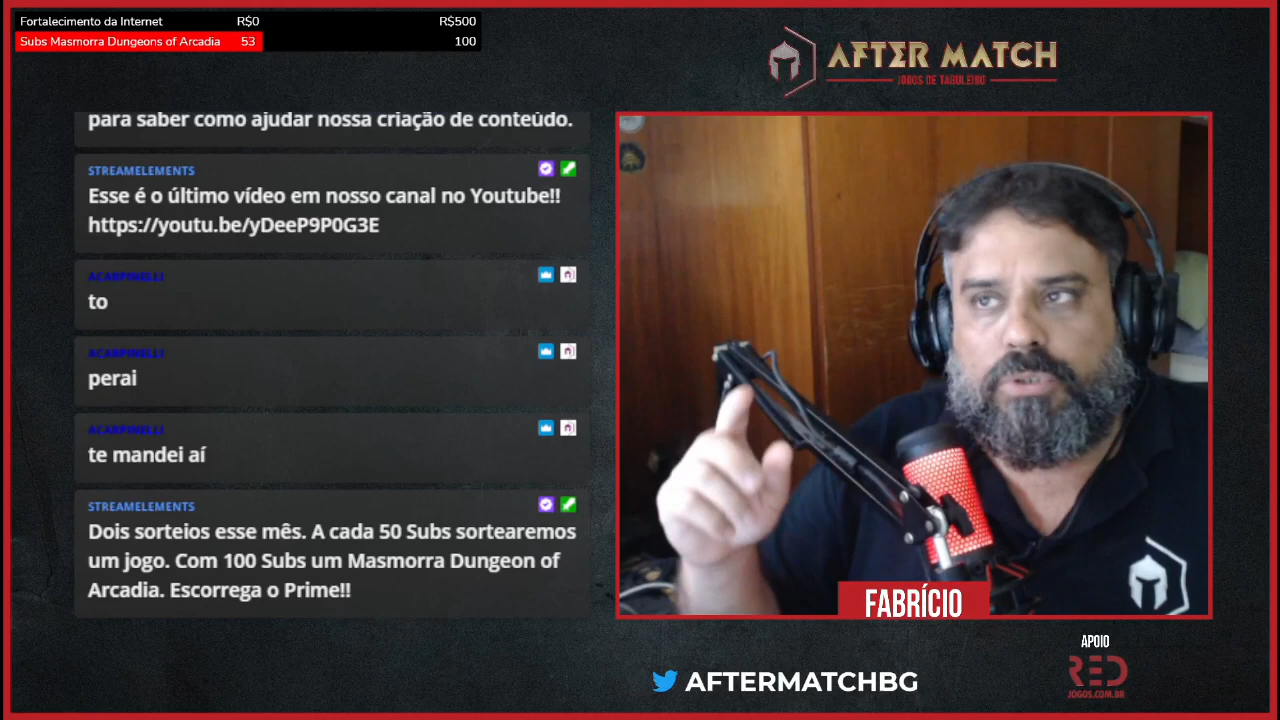 Fortalecimento da Internet R$0 R$500
Subs Masmorra Dungeons of Arcadia 53 100
AFTER MATCH
JOGOS DE TABULEIRO
para saber como ajudar nossa criação de conteúdo.
STREAMELEMENTS
Esse é o último vídeo em nosso canal no Youtube!!
https://youtu.be/yDeeP9P0G3E
ACARPINELLI
to
ACARPINELLI
perai
ACARPINELLI
te mandei aí
STREAMELEMENTS
Dois sorteios esse mês. A cada 50 Subs sortearemos
um jogo. Com 100 Subs um Masmorra Dungeon of
Arcadia. Escorrega o Prime!!
FABRÍCIO
APOIO
RED
JOGOS.COM.BR
AFTERMATCHBG